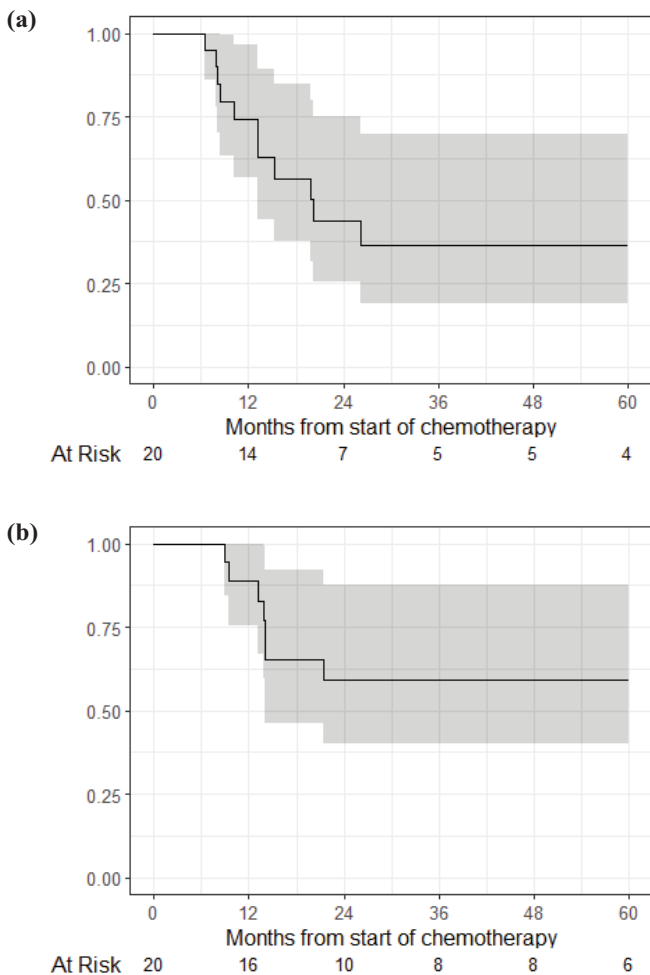 (a)
1.00
0.75
0.50
0.25
0.00
0 12 24 36 48 60
Months from start of chemotherapy
At Risk 20 14 7 5 5 4
(b)
1.00
0.75
0.50
0.25
0.00
0 12 24 36 48 60
Months from start of chemotherapy
At Risk 20 16 10 8 8 6